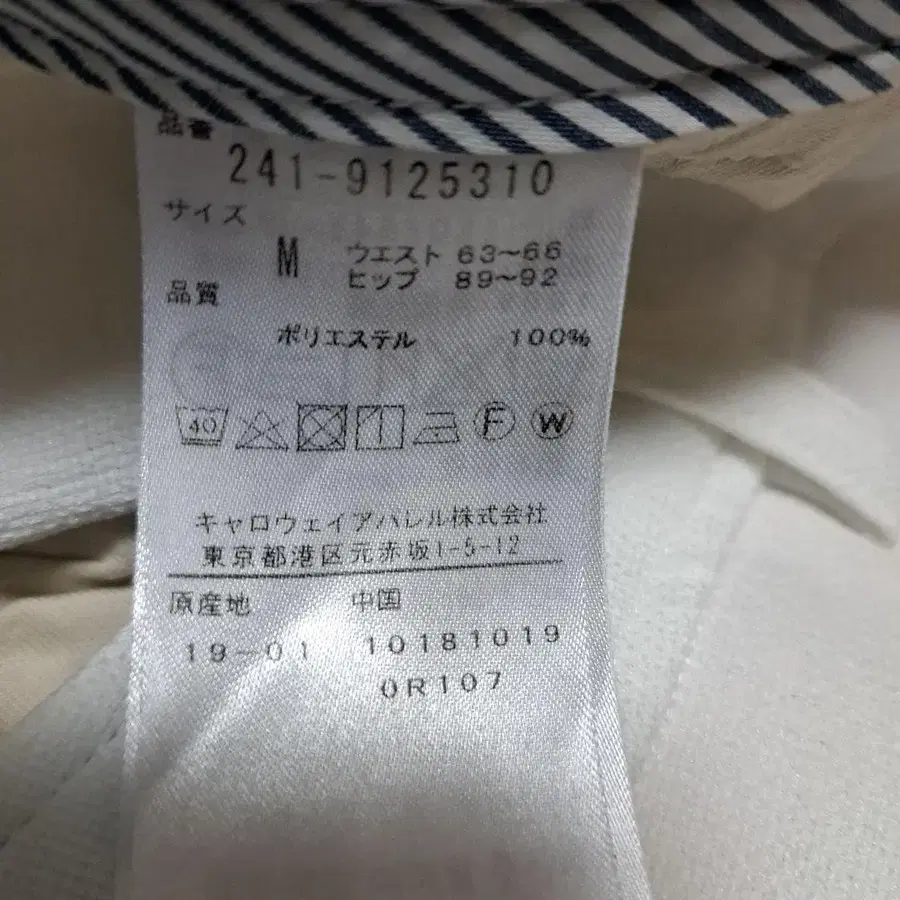 品番
241-9125310
サイズ
M ウエスト 63～66
ヒップ 89～92
品質
ポリエステル 100%
40
F W
キャロウェイアパレル株式会社
東京都港区元赤坂1-5-12
原産地 中国
19-01 10181019
0R107